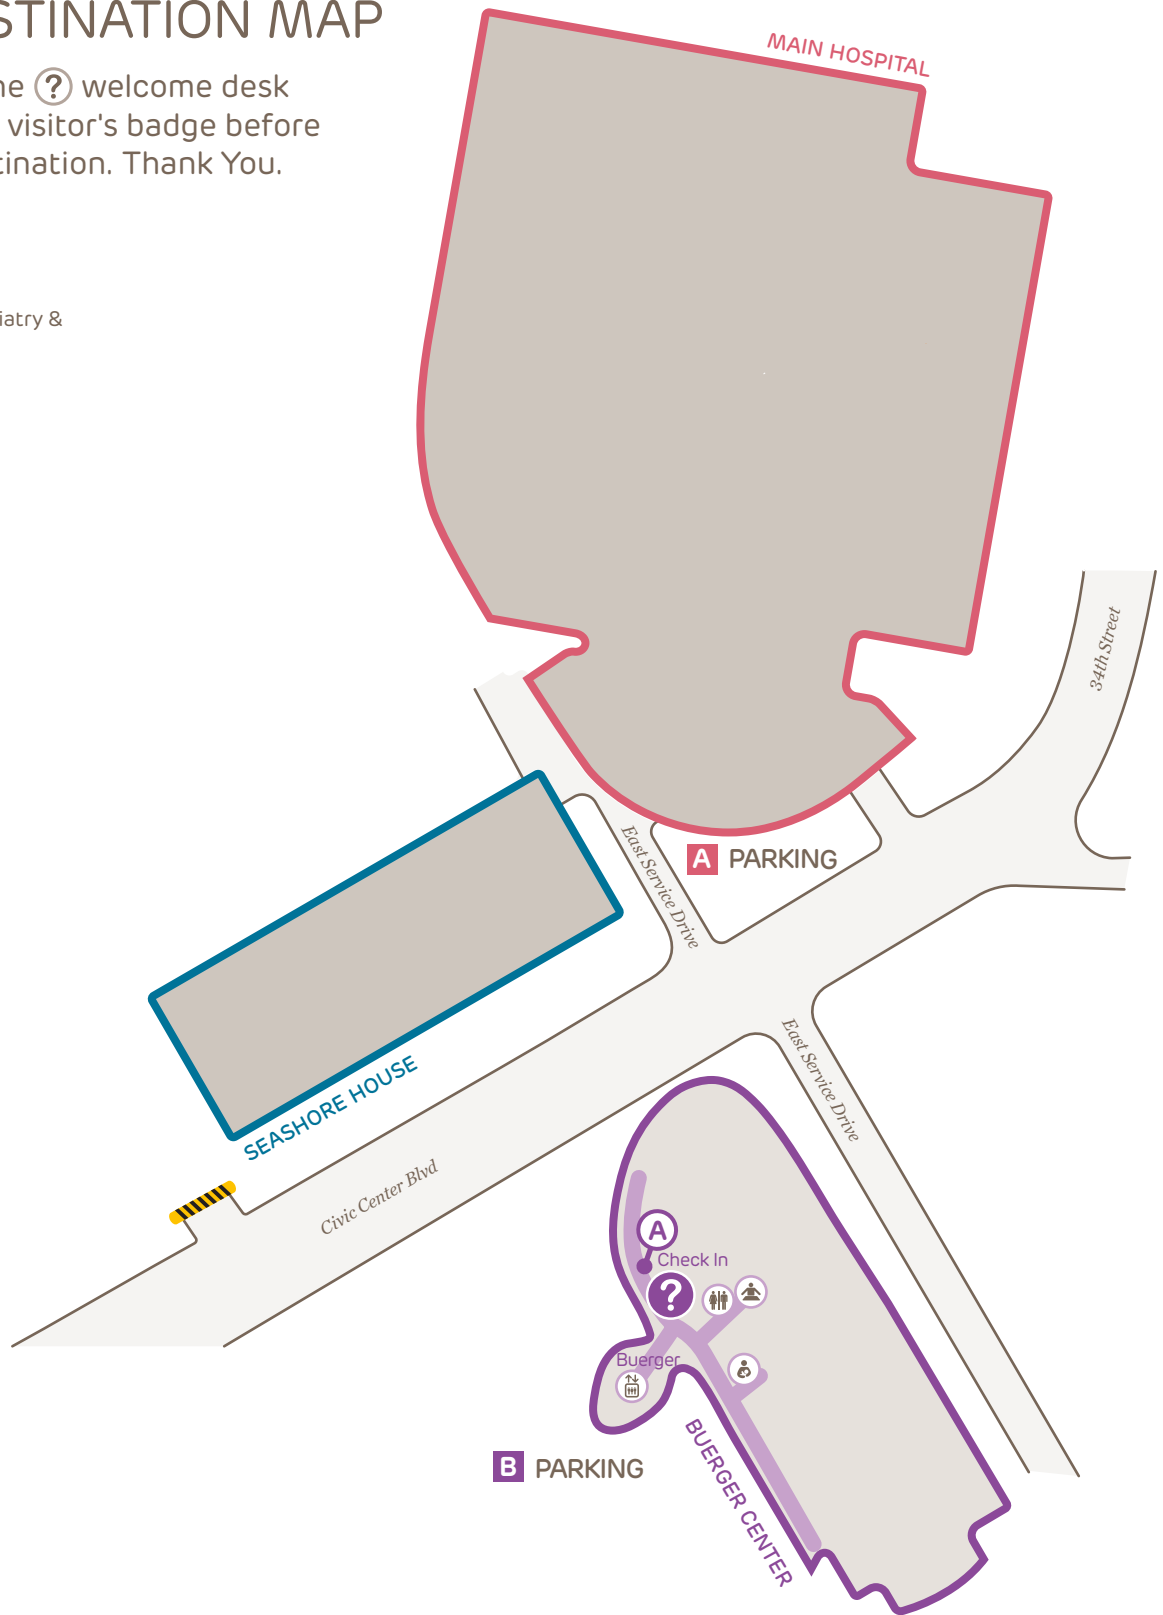 STINATION MAP
ne ? welcome desk
visitor's badge before
tination. Thank You.
iatry &
MAIN HOSPITAL
34th Street
East Service Drive
A PARKING
SEASHORE HOUSE
Civic Center Blvd
East Service Drive
A
Check In
?
Buerger
B PARKING
BUERGER CENTER